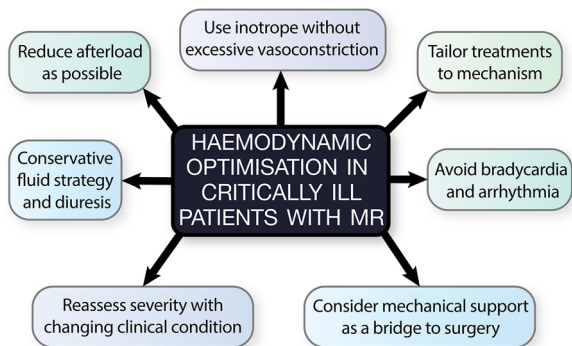 Use inotrope without
excessive vasoconstriction
Reduce afterload
as possible
Tailor treatments
to mechanism
HAEMODYNAMIC
OPTIMISATION IN
CRITICALLY ILL
PATIENTS WITH MR
Conservative
fluid strategy
and diuresis
Avoid bradycardia
and arrhythmia
Reassess severity with
changing clinical condition
Consider mechanical support
as a bridge to surgery